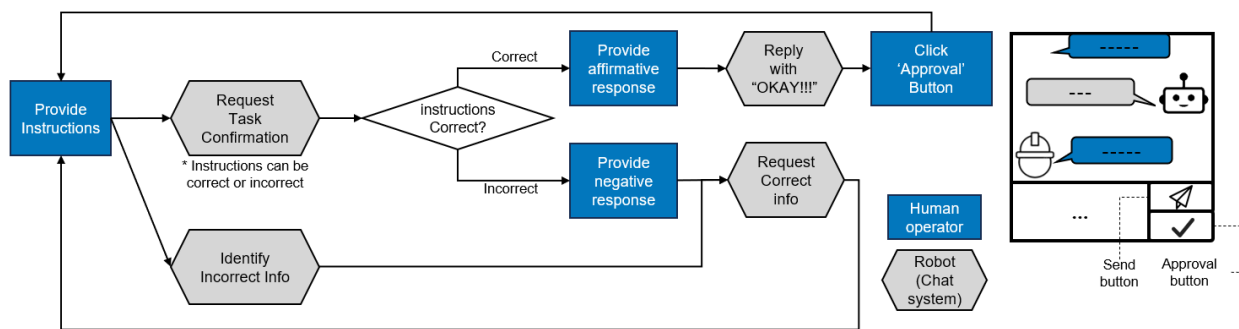 Provide
Instructions
Request
Task
Confirmation
* Instructions can be
correct or incorrect
Identify
Incorrect Info
instructions
Correct?
Correct
Incorrect
Provide
affirmative
response
Provide
negative
response
Reply
with
“OKAY!!!”
Request
Correct
info
Click
‘Approval’
Button
Human
operator
Robot
(Chat
system)
-----
---
-----
...
Send
button
Approval
button